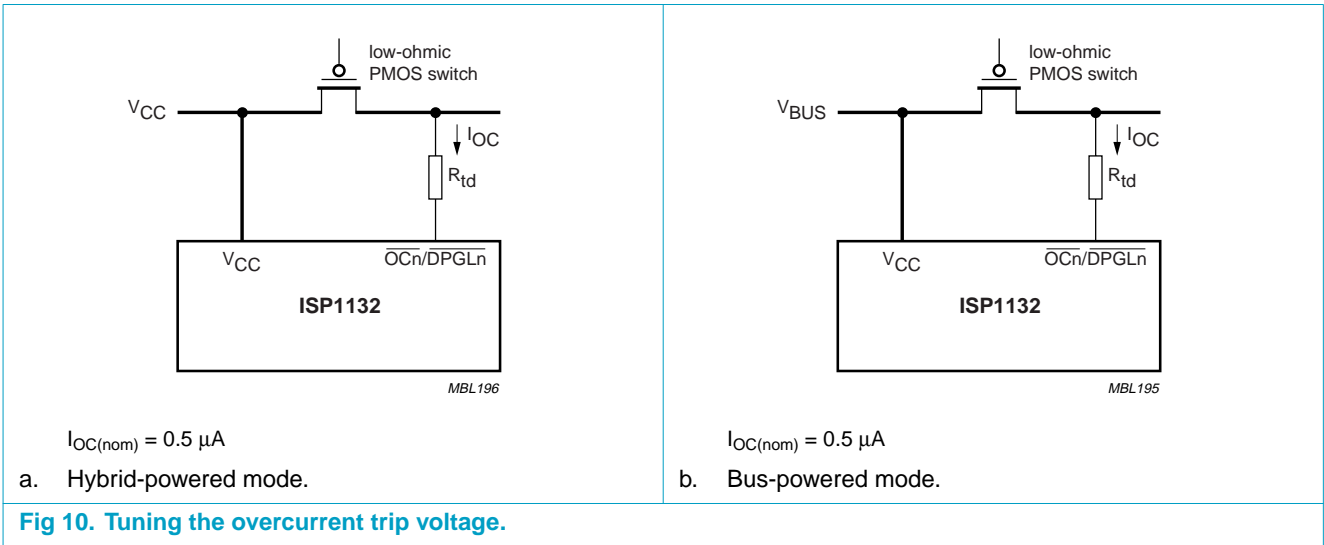 low-ohmic
PMOS switch
VCC
IOC
Rtd
VCC
OCn/DPGLn
ISP1132
MBL196
IOC(nom) = 0.5 µA
a. Hybrid-powered mode.
low-ohmic
PMOS switch
VBUS
IOC
Rtd
VCC
OCn/DPGLn
ISP1132
MBL195
IOC(nom) = 0.5 µA
b. Bus-powered mode.
Fig 10. Tuning the overcurrent trip voltage.